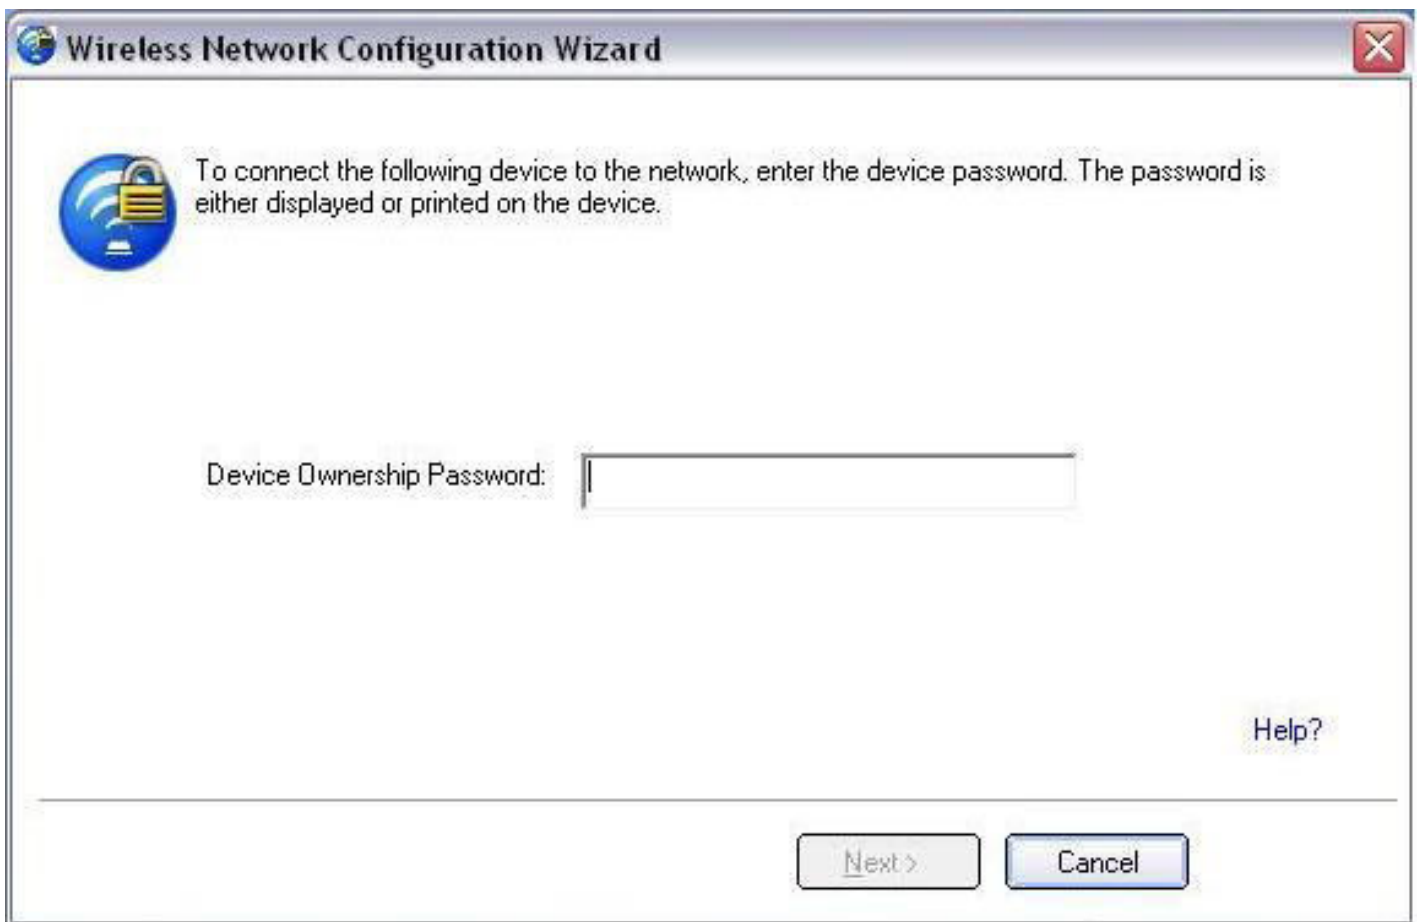 Wireless Network Configuration Wizard
To connect the following device to the network, enter the device password. The password is
either displayed or printed on the device.
Device Ownership Password:
Help?
Next >
Cancel